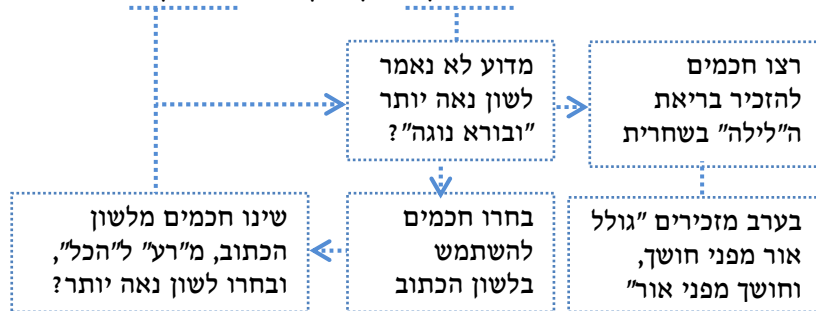 מדוע לא נאמר
לשון נאה יותר
"ובורא נוגה"?
רצו חכמים
להזכיר בריאת
ה"לילה" בשחרית
בחרו חכמים
להשתמש
בלשון הכתוב
שינו חכמים מלשון
הכתוב, מ"רע" ל"הכל",
ובחרו לשון נאה יותר?
בערב מזכירים "גולל
אור מפני חושך,
וחושך מפני אור"